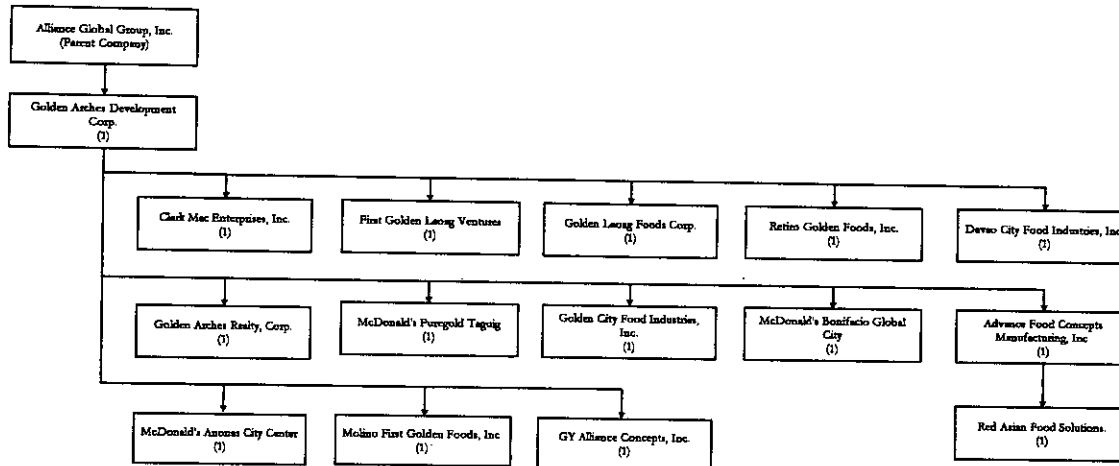 Alliance Global Group, Inc.
(Parent Company)
Golden Arches Development
Corp.
(1)
Clark Mac Enterprises, Inc.
(1)
First Golden Laoag Ventures
(1)
Golden Laoag Foods Corp.
(1)
Retiro Golden Foods, Inc.
(1)
Davao City Food Industries, Inc
(1)
Golden Arches Realty, Corp.
(1)
McDonald's Puregold Taguig
(1)
Golden City Food Industries,
Inc.
(1)
McDonald's Bonifacio Global
City
(1)
Advance Food Concepts
Manufacturing, Inc
(1)
McDonald's Anonas City Center
(1)
Molino First Golden Foods, Inc
(1)
GY Alliance Concepts, Inc.
(1)
Red Asian Food Solutions.
(1)